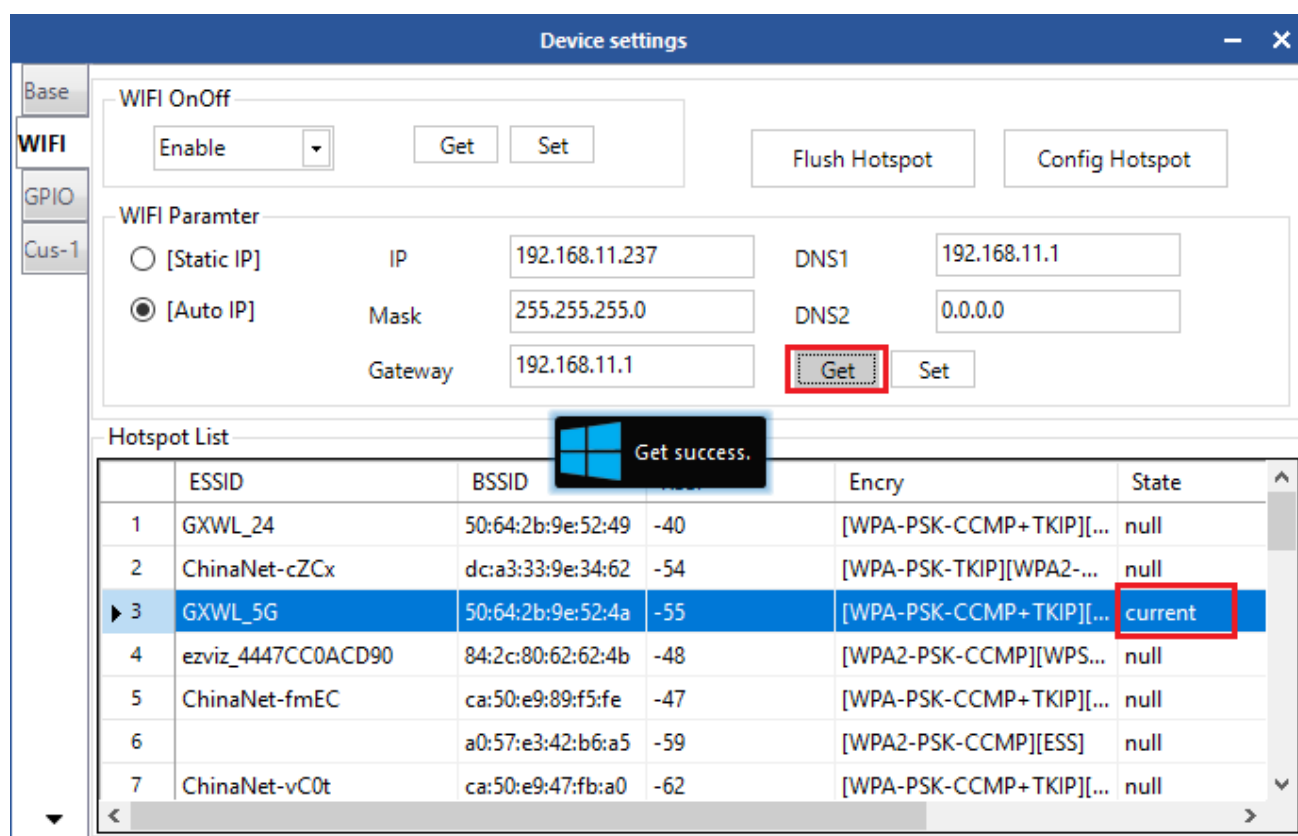 Device settings
Base
WIFI
GPIO
Cus-1
WIFI OnOff
Enable Get Set
Flush Hotspot Config Hotspot
WIFI Paramter
[Static IP] IP 192.168.11.237 DNS1 192.168.11.1
[Auto IP] Mask 255.255.255.0 DNS2 0.0.0.0
Gateway 192.168.11.1 Get Set
Get success.
Hotspot List
ESSID BSSID Encry State
1 GXWL_24 50:64:2b:9e:52:49 -40 [WPA-PSK-CCMP+TKIP][... null
2 ChinaNet-cZCx dc:a3:33:9e:34:62 -54 [WPA-PSK-TKIP][WPA2-... null
3 GXWL_5G 50:64:2b:9e:52:4a -55 [WPA-PSK-CCMP+TKIP][... current
4 ezviz_4447CC0ACD90 84:2c:80:62:62:4b -48 [WPA2-PSK-CCMP][WPS... null
5 ChinaNet-fmEC ca:50:e9:89:f5:fe -47 [WPA-PSK-CCMP+TKIP][... null
6 a0:57:e3:42:b6:a5 -59 [WPA2-PSK-CCMP][ESS] null
7 ChinaNet-vC0t ca:50:e9:47:fb:a0 -62 [WPA-PSK-CCMP+TKIP][... null